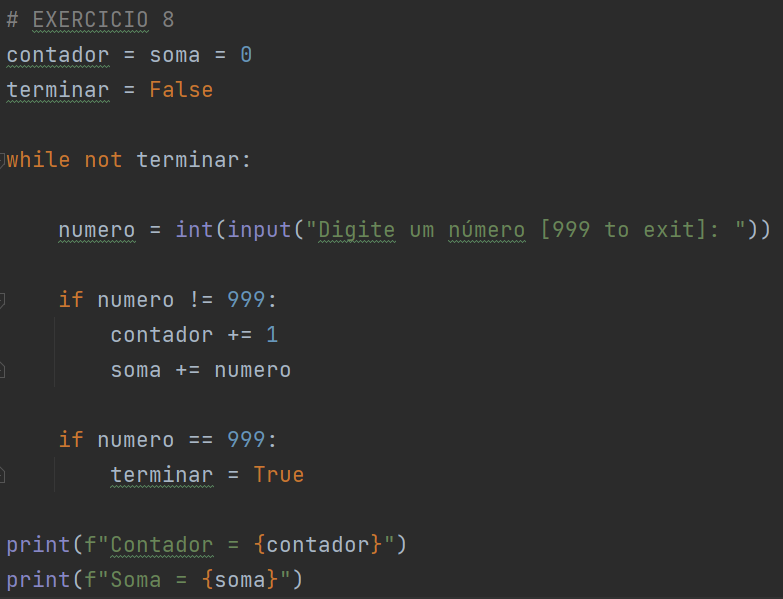 # EXERCICIO 8
contador = soma = 0
terminar = False
while not terminar:
    numero = int(input("Digite um número [999 to exit]: "))
    if numero != 999:
        contador += 1
        soma += numero
    if numero == 999:
        terminar = True
print(f"Contador = {contador}")
print(f"Soma = {soma}")